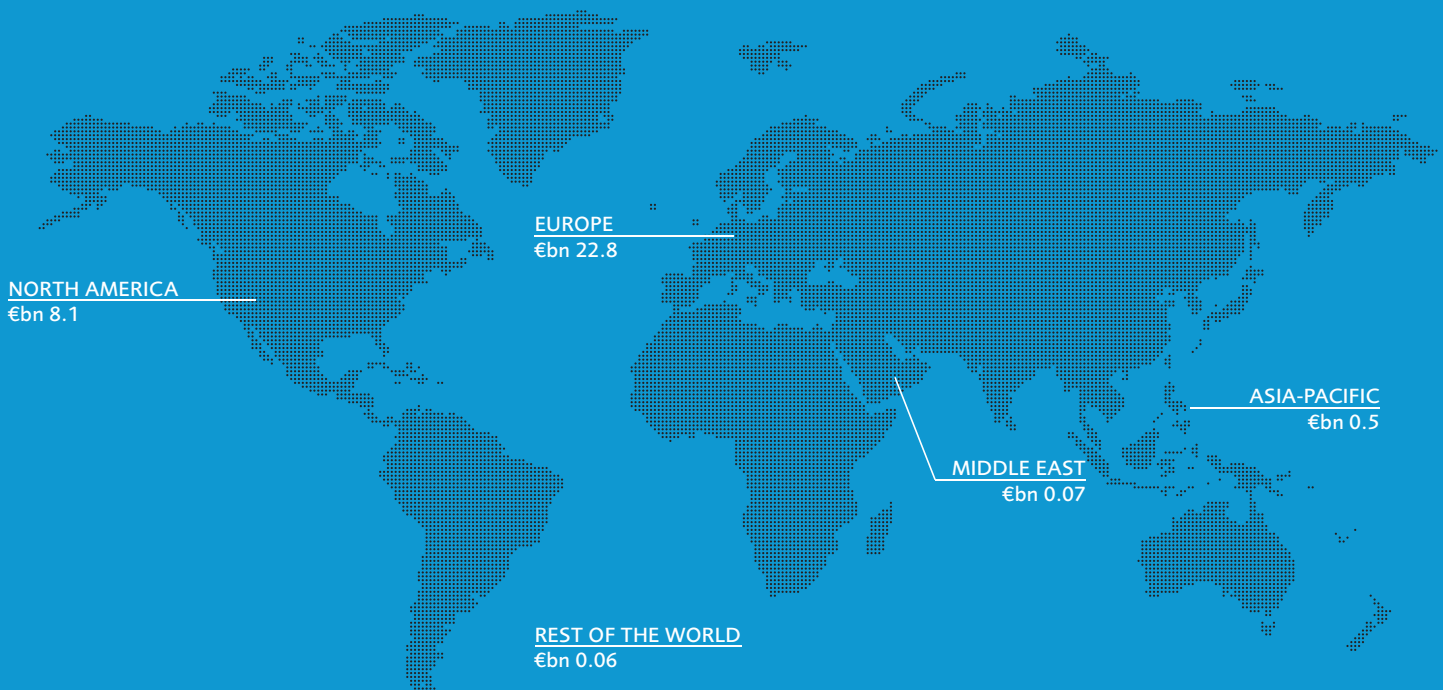 EUROPE
€bn 22.8
NORTH AMERICA
€bn 8.1
ASIA-PACIFIC
€bn 0.5
MIDDLE EAST
€bn 0.07
REST OF THE WORLD
€bn 0.06